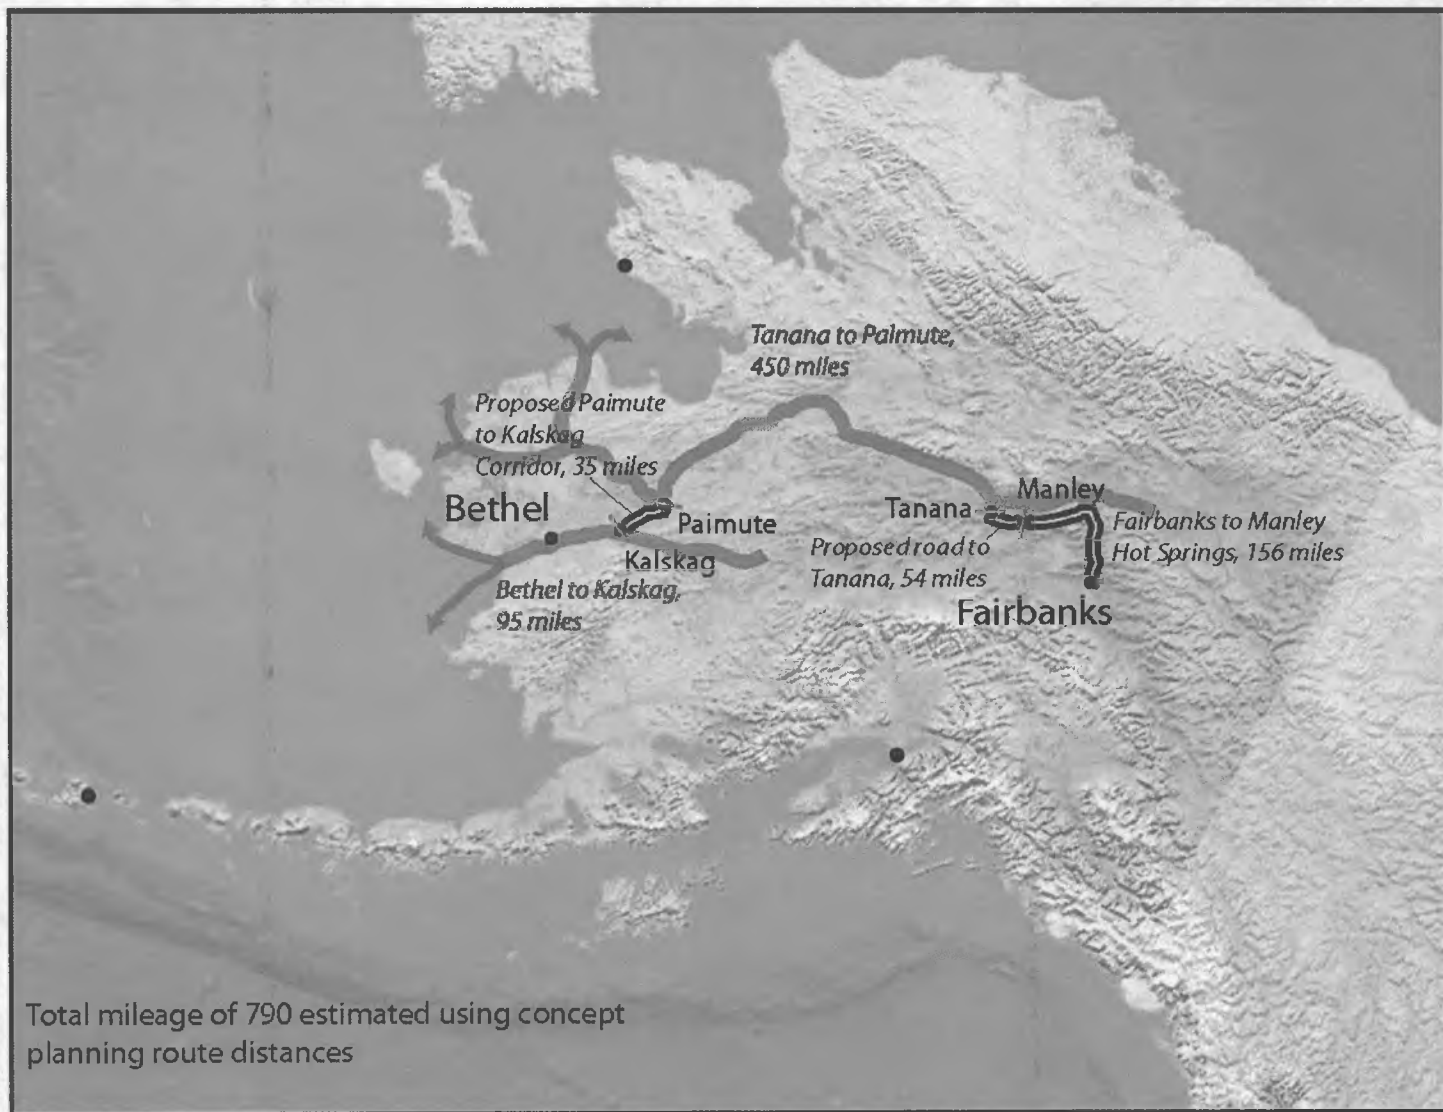 Tanana to Paimute,
450 miles
Proposed Paimute
to Kalskag
Corridor, 35 miles
Bethel
Paimute
Kalskag
Bethel to Kalskag,
95 miles
Manley
Tanana
Fairbanks to Manley
Hot Springs, 156 miles
Proposed road to
Tanana, 54 miles
Fairbanks
Total mileage of 790 estimated using concept
planning route distances